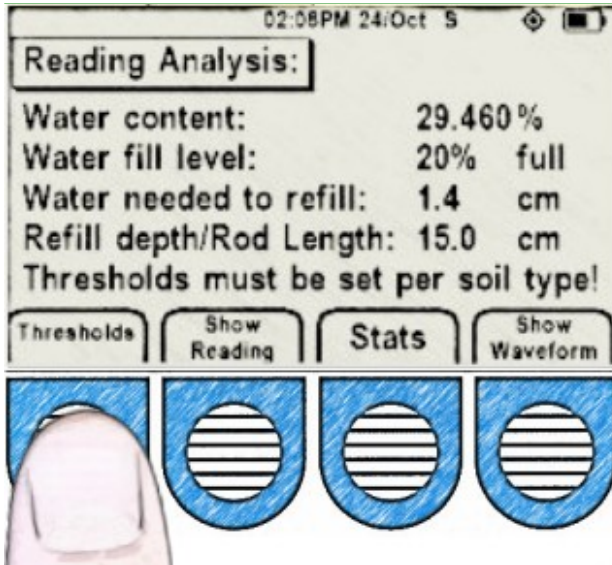 02:08PM 24/Oct S
Reading Analysis:
Water content: 29.460%
Water fill level: 20% full
Water needed to refill: 1.4 cm
Refill depth/Rod Length: 15.0 cm
Thresholds must be set per soil type!
Thresholds
Show Reading
Stats
Show Waveform